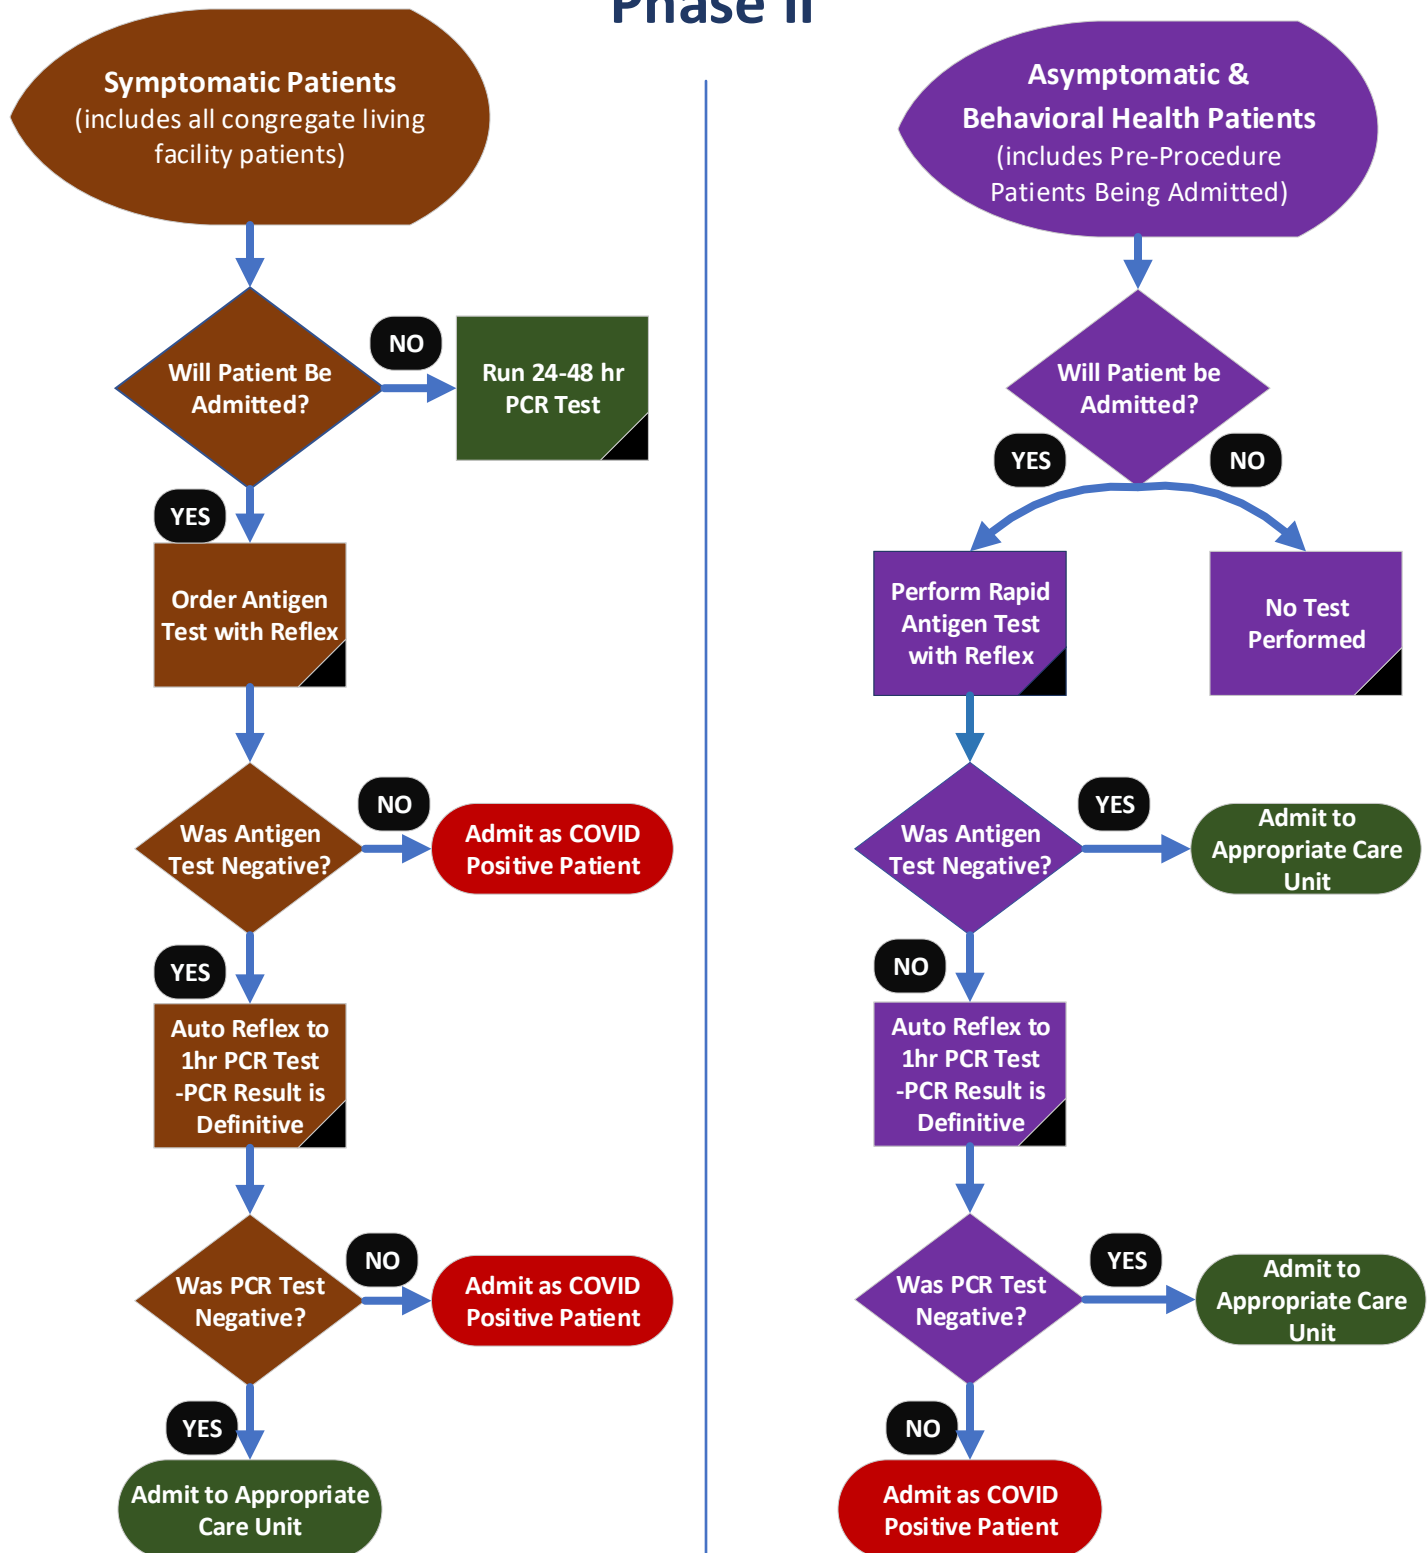 Phase II
Symptomatic Patients
(includes all congregate living
facility patients)
Will Patient Be
Admitted?
NO
Run 24-48 hr
PCR Test
YES
Order Antigen
Test with Reflex
Was Antigen
Test Negative?
NO
Admit as COVID
Positive Patient
YES
Auto Reflex to
1hr PCR Test
-PCR Result is
Definitive
Was PCR Test
Negative?
NO
Admit as COVID
Positive Patient
YES
Admit to Appropriate
Care Unit
Asymptomatic &
Behavioral Health Patients
(includes Pre-Procedure
Patients Being Admitted)
Will Patient be
Admitted?
YES
NO
Perform Rapid
Antigen Test
with Reflex
No Test
Performed
Was Antigen
Test Negative?
YES
Admit to
Appropriate Care
Unit
NO
Auto Reflex to
1hr PCR Test
-PCR Result is
Definitive
Was PCR Test
Negative?
YES
Admit to
Appropriate Care
Unit
NO
Admit as COVID
Positive Patient